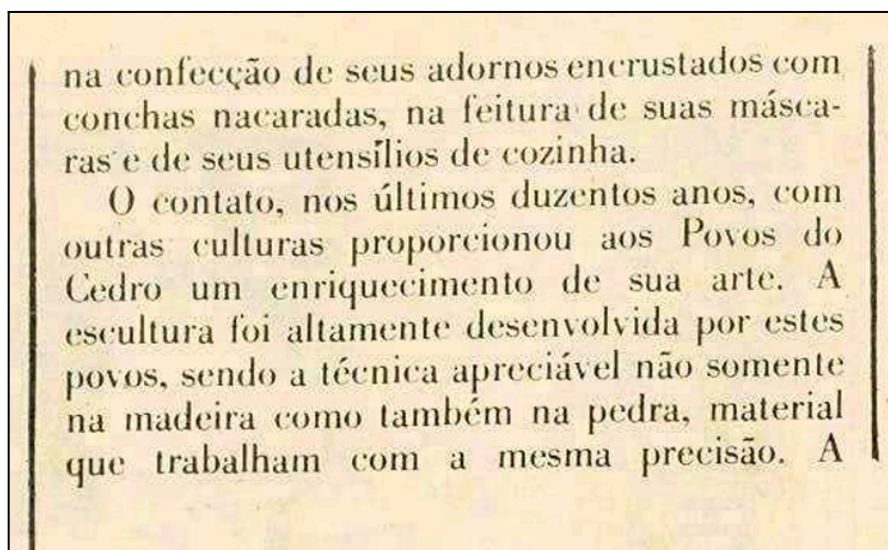 na confecção de seus adornos encrustados com
conchas nacaradas, na feitura de suas másca-
ras e de seus utensílios de cozinha.
O contato, nos últimos duzentos anos, com
outras culturas proporcionou aos Povos do
Cedro um enriquecimento de sua arte. A
escultura foi altamente desenvolvida por estes
povos, sendo a técnica apreciável não somente
na madeira como também na pedra, material
que trabalham com a mesma precisão. A